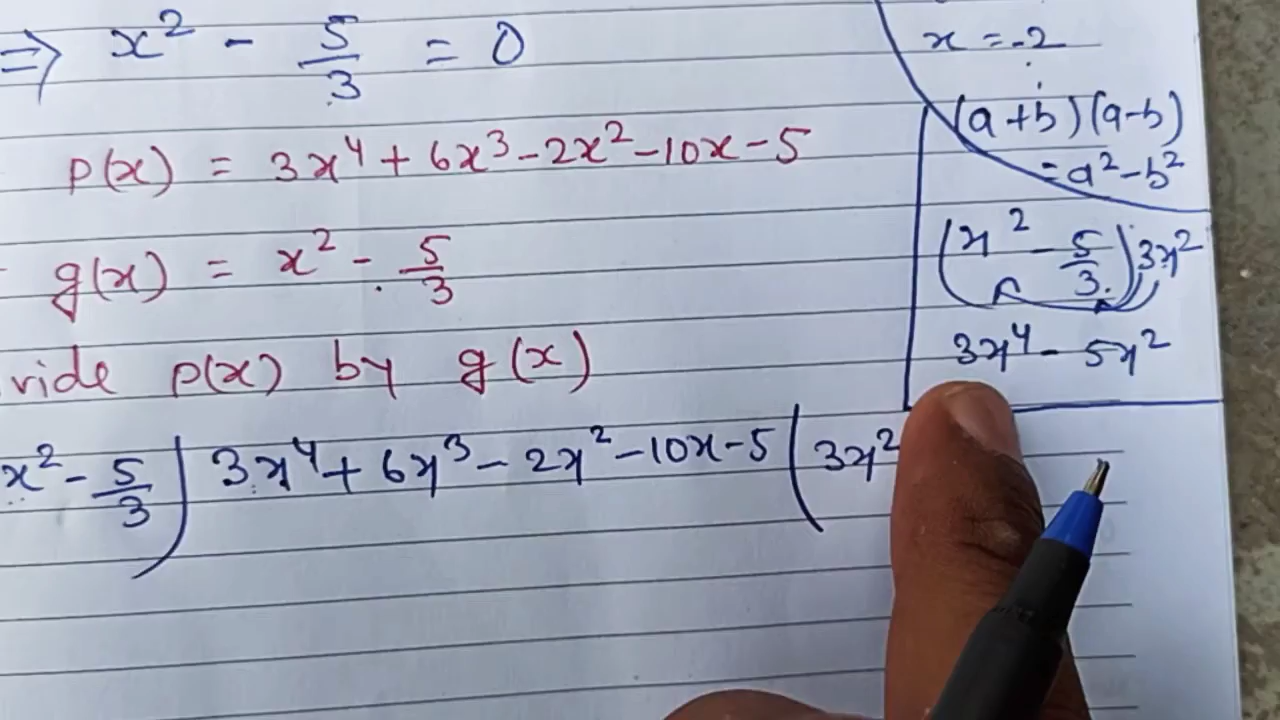 ⇒ x² - 5/3 = 0
x = -2
(a+b)(a-b)
= a² - b²
p(x) = 3x⁴ + 6x³ - 2x² - 10x - 5
g(x) = x² - 5/3
(x² - 5/3) 3x²
3x⁴ - 5x²
vide p(x) by g(x)
x² - 5/3 ) 3x⁴ + 6x³ - 2x² - 10x - 5 ( 3x²